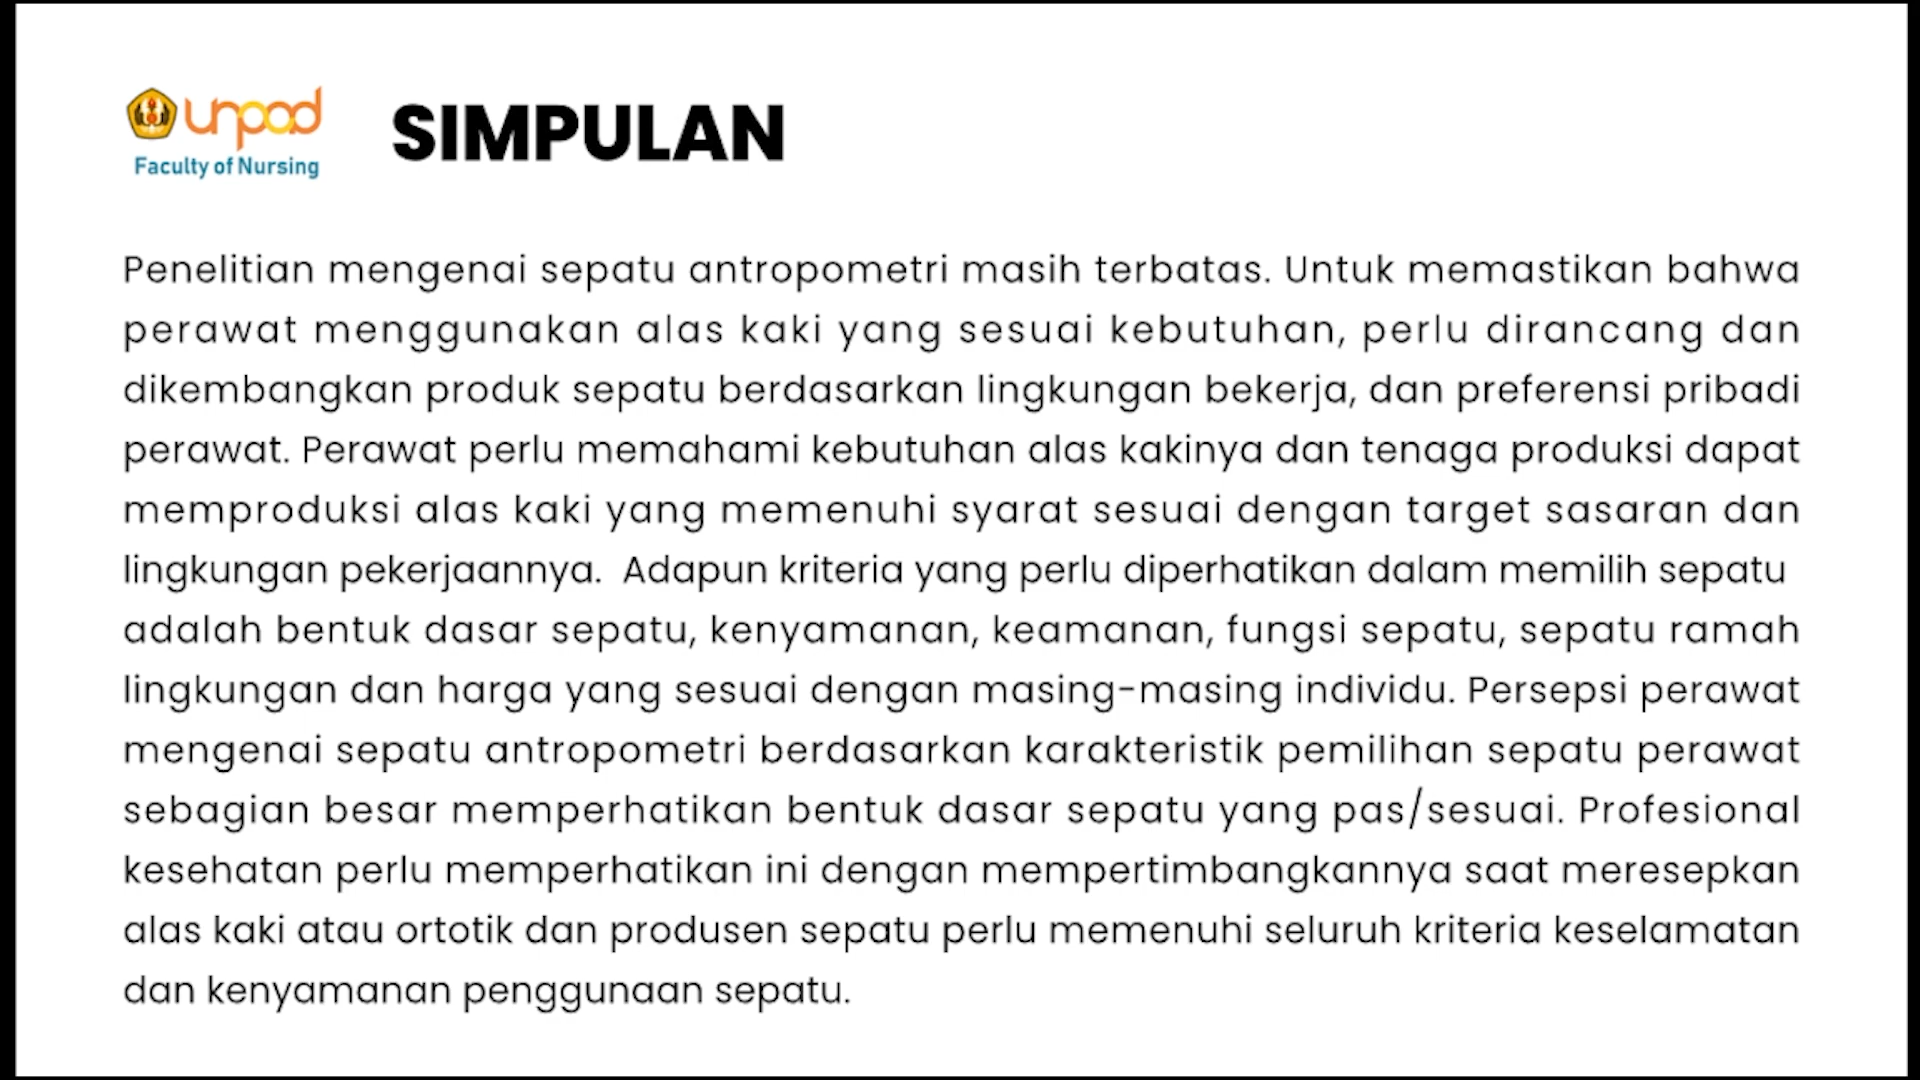 unpad
Faculty of Nursing
SIMPULAN
Penelitian mengenai sepatu antropometri masih terbatas. Untuk memastikan bahwa
perawat menggunakan alas kaki yang sesuai kebutuhan, perlu dirancang dan
dikembangkan produk sepatu berdasarkan lingkungan bekerja, dan preferensi pribadi
perawat. Perawat perlu memahami kebutuhan alas kakinya dan tenaga produksi dapat
memproduksi alas kaki yang memenuhi syarat sesuai dengan target sasaran dan
lingkungan pekerjaannya.  Adapun kriteria yang perlu diperhatikan dalam memilih sepatu
adalah bentuk dasar sepatu, kenyamanan, keamanan, fungsi sepatu, sepatu ramah
lingkungan dan harga yang sesuai dengan masing-masing individu. Persepsi perawat
mengenai sepatu antropometri berdasarkan karakteristik pemilihan sepatu perawat
sebagian besar memperhatikan bentuk dasar sepatu yang pas/sesuai. Profesional
kesehatan perlu memperhatikan ini dengan mempertimbangkannya saat meresepkan
alas kaki atau ortotik dan produsen sepatu perlu memenuhi seluruh kriteria keselamatan
dan kenyamanan penggunaan sepatu.